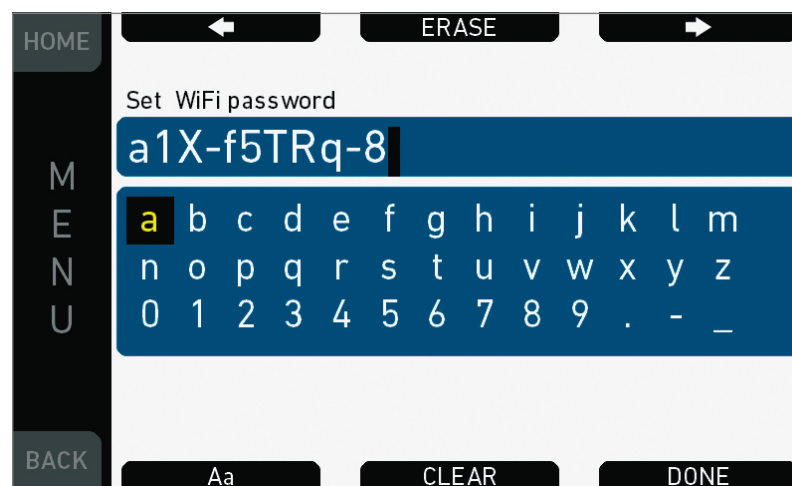 HOME
ERASE
Set WiFi password
a1X-f5TRq-8
MENU
a b c d e f g h i j k l m
n o p q r s t u v w x y z
0 1 2 3 4 5 6 7 8 9 . - _
BACK
Aa CLEAR DONE